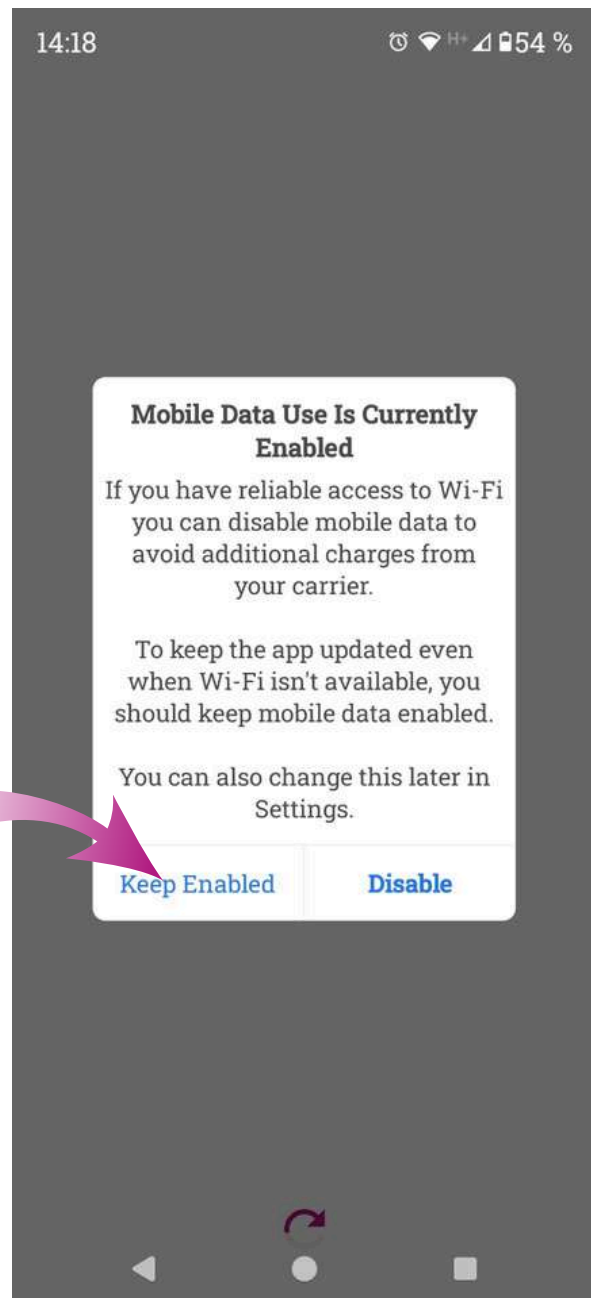 14:18 H+ 54 %
Mobile Data Use Is Currently
Enabled
If you have reliable access to Wi-Fi
you can disable mobile data to
avoid additional charges from
your carrier.
To keep the app updated even
when Wi-Fi isn't available, you
should keep mobile data enabled.
You can also change this later in
Settings.
Keep Enabled Disable